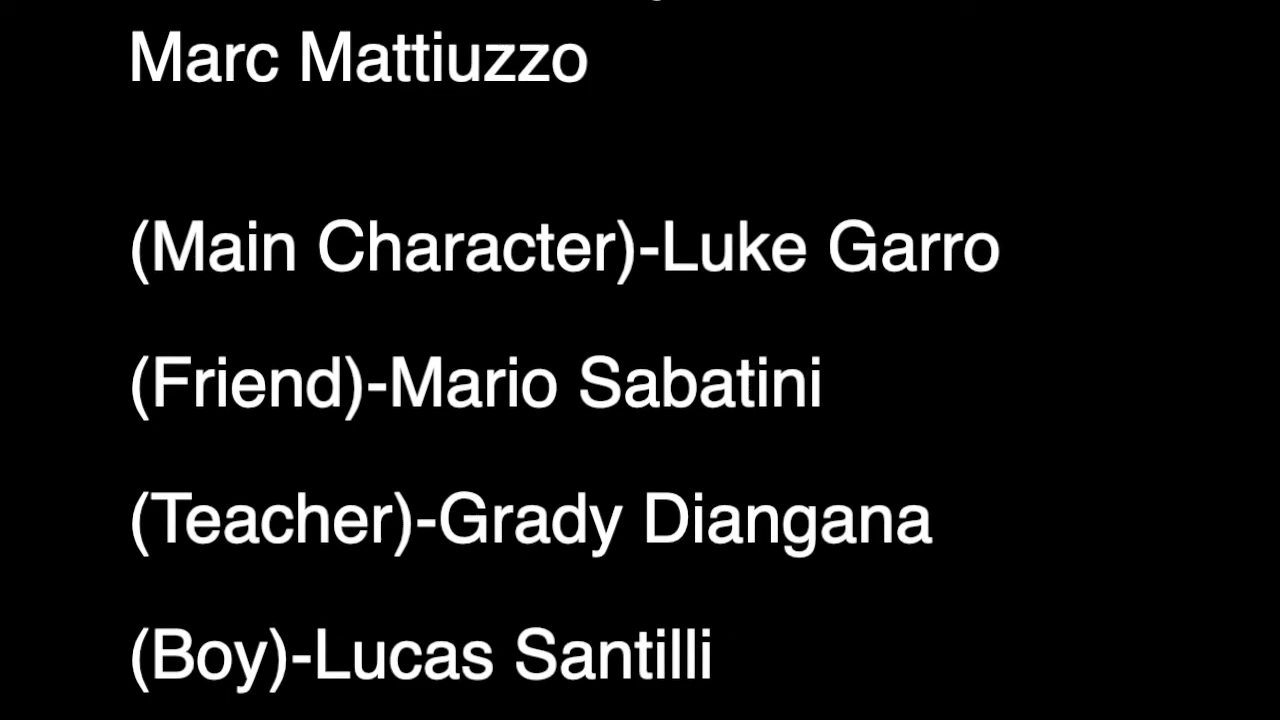 Marc Mattiuzzo
(Main Character)-Luke Garro
(Friend)-Mario Sabatini
(Teacher)-Grady Diangana
(Boy)-Lucas Santilli